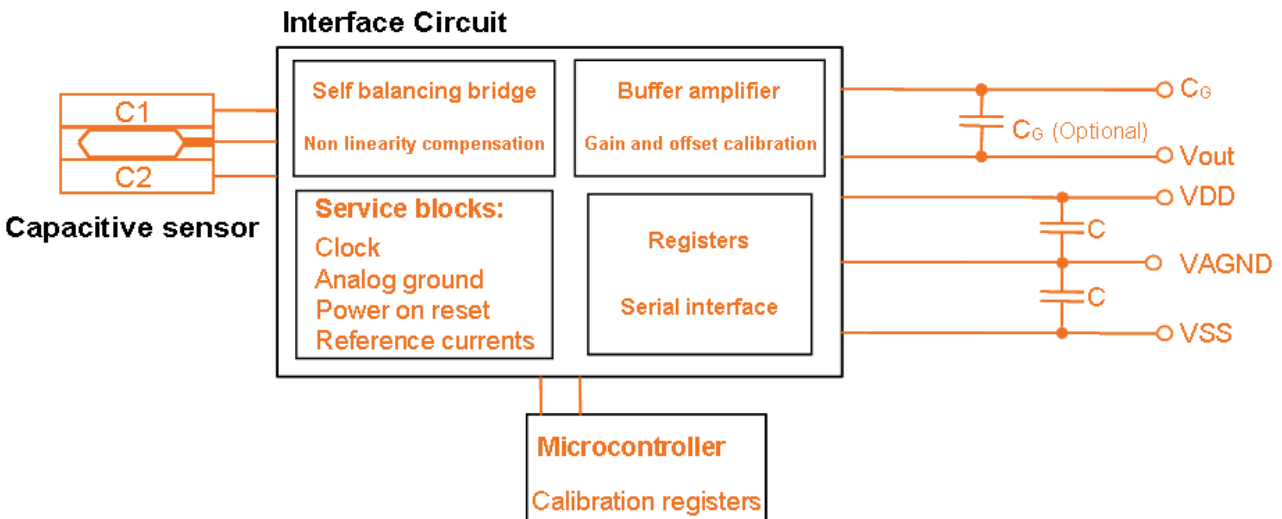 Interface Circuit
C1
C2
Capacitive sensor
Self balancing bridge
Non linearity compensation
Buffer amplifier
Gain and offset calibration
Service blocks:
Clock
Analog ground
Power on reset
Reference currents
Registers
Serial interface
CG
CG (Optional)
Vout
VDD
C
VAGND
C
VSS
Microcontroller
Calibration registers